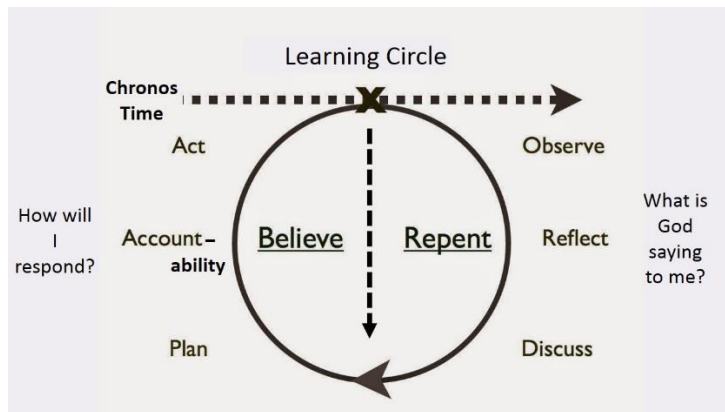 Learning Circle
Chronos
Time
X
Act
Observe
How will
I
respond?
Account–
ability
Believe
Repent
Reflect
What is
God
saying
to me?
Plan
Discuss